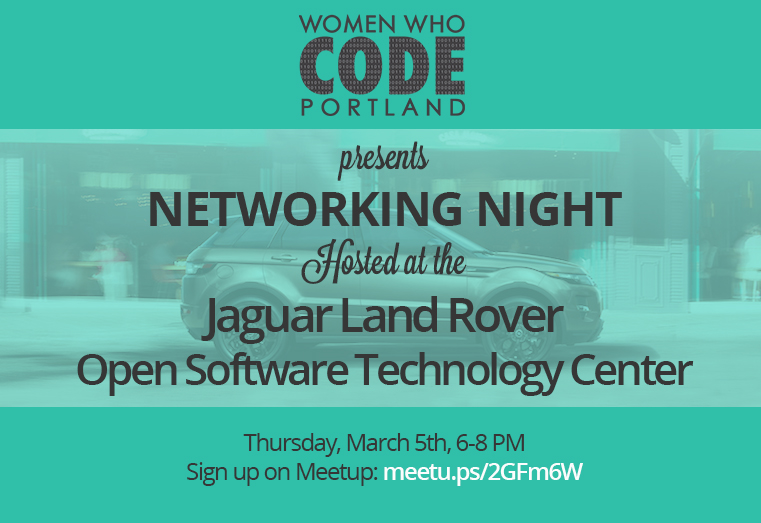 WOMEN WHO
CODE
PORTLAND
presents
NETWORKING NIGHT
Hosted at the
Jaguar Land Rover
Open Software Technology Center
Thursday, March 5th, 6-8 PM
Sign up on Meetup: meetu.ps/2GFm6W